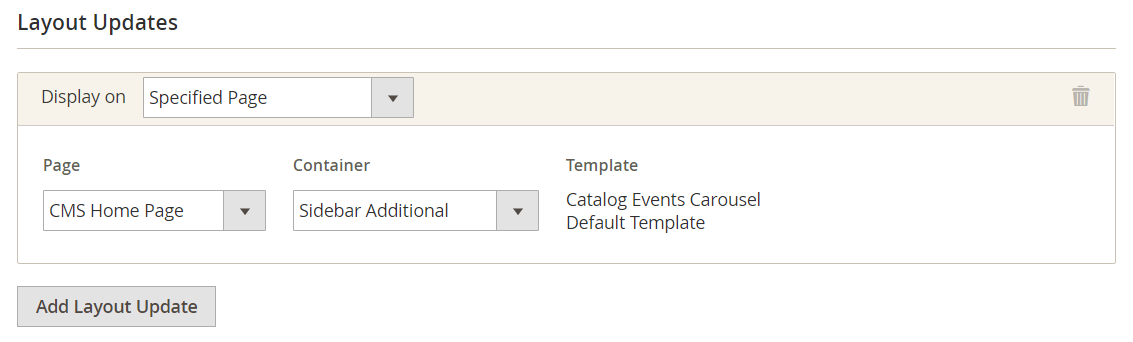 Layout Updates
Display on Specified Page
Page Container Template
CMS Home Page Sidebar Additional Catalog Events Carousel
Default Template
Add Layout Update